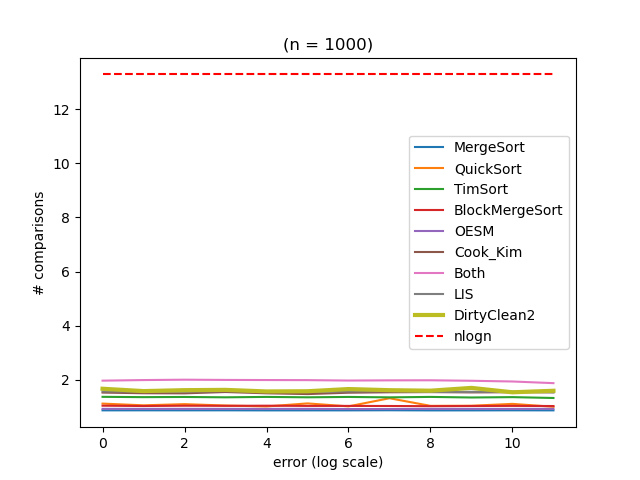 (n = 1000)
# comparisons
12
10
8
6
4
2
MergeSort
QuickSort
TimSort
BlockMergeSort
OESM
Cook_Kim
Both
LIS
DirtyClean2
nlogn
0 2 4 6 8 10
error (log scale)